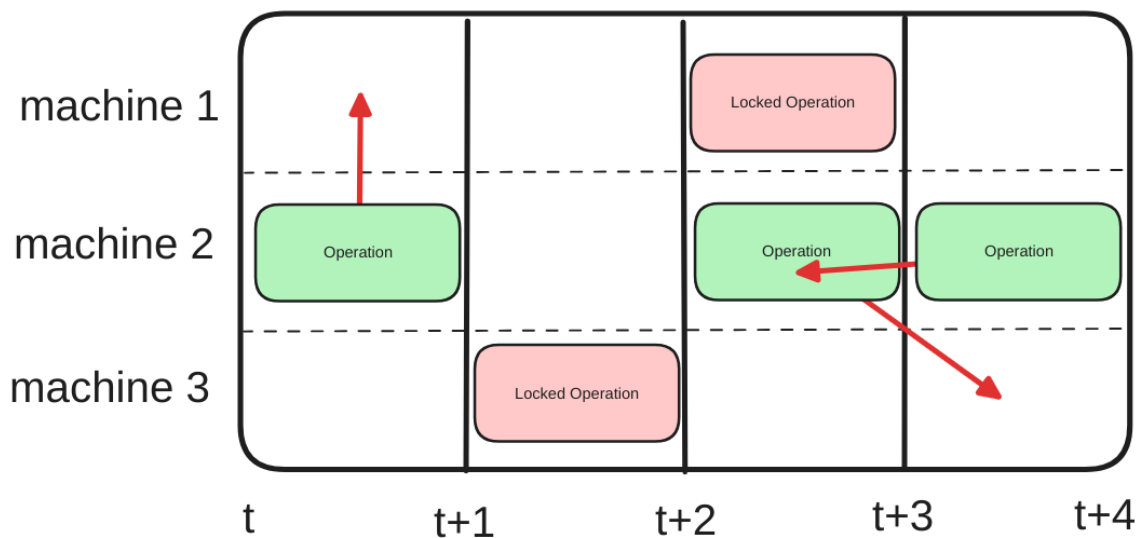 machine 1
Locked Operation
machine 2
Operation
Operation
Operation
machine 3
Locked Operation
t
t+1
t+2
t+3
t+4